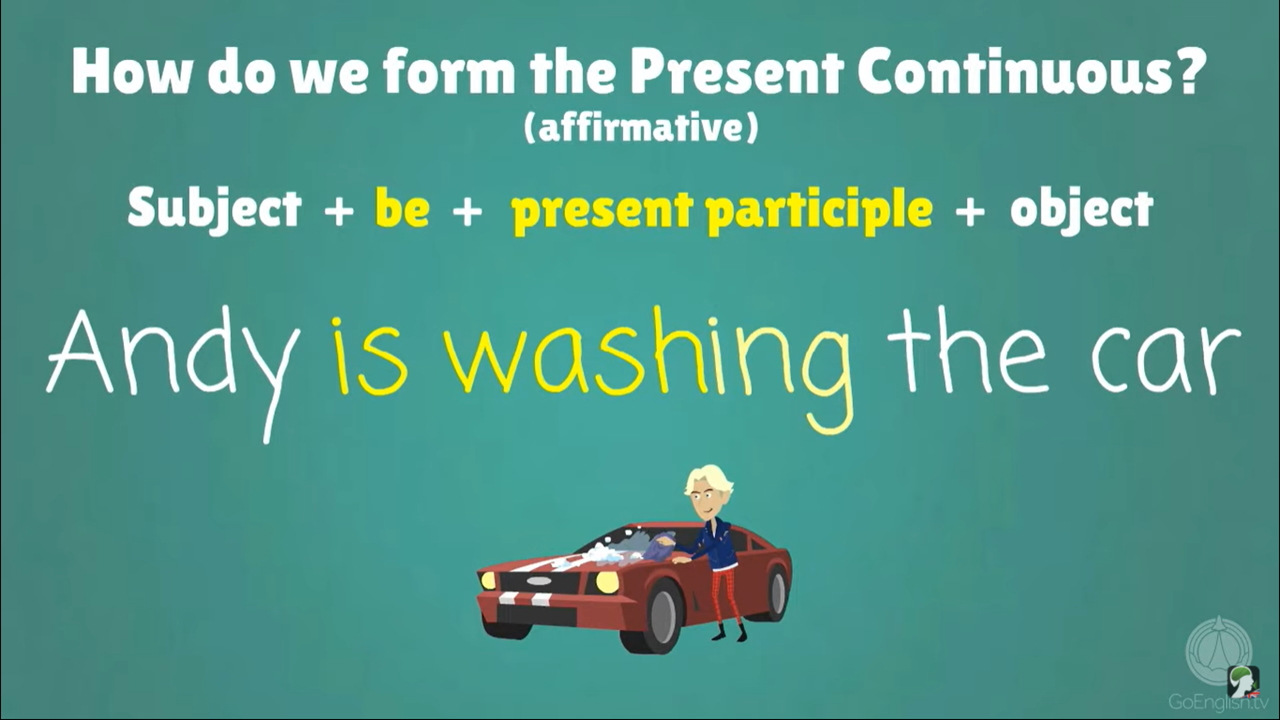 How do we form the Present Continuous?
(affirmative)
Subject + be + present participle + object
Andy is washing the car
GoEnglish.tv